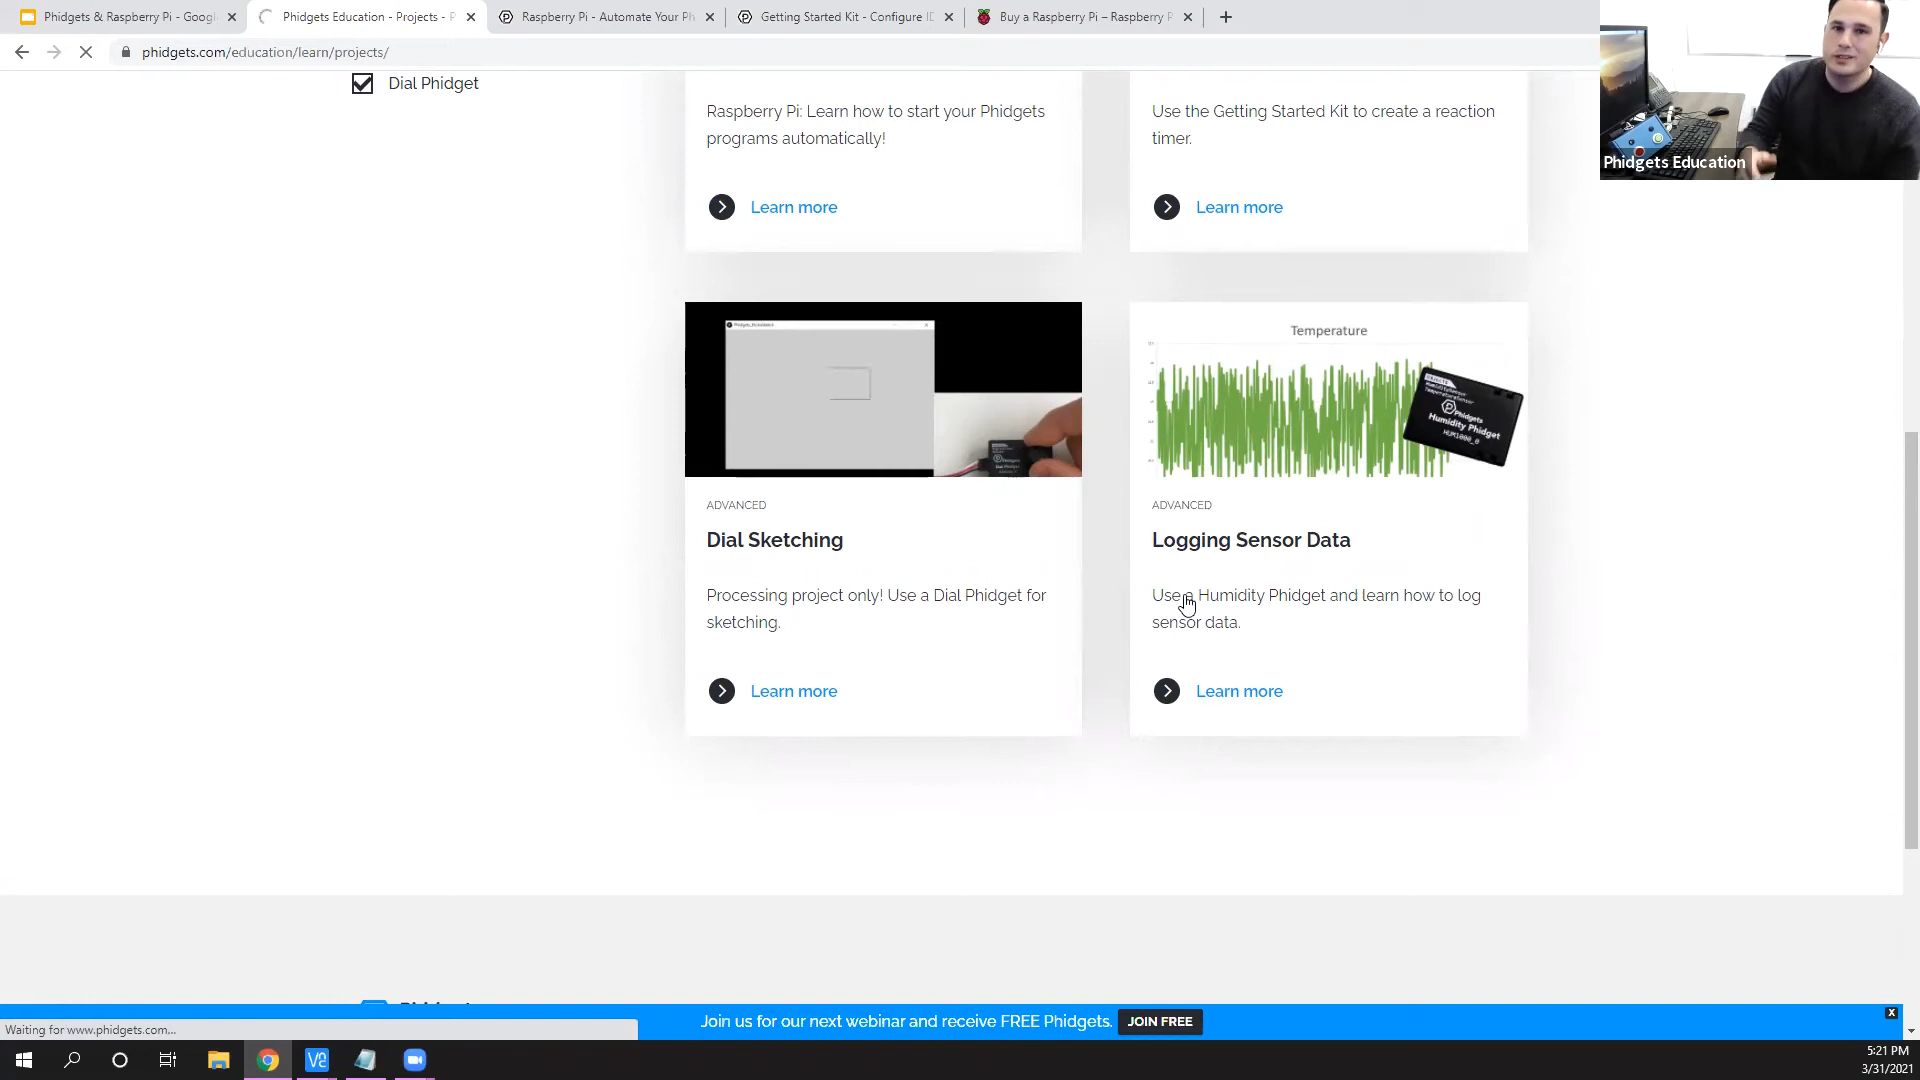 Phidgets & Raspberry Pi - Googl
Phidgets Education - Projects - P
Raspberry Pi - Automate Your Ph
Getting Started Kit - Configure ID
Buy a Raspberry Pi – Raspberry P
phidgets.com/education/learn/projects/
Phidgets Education
Dial Phidget
Raspberry Pi: Learn how to start your Phidgets
programs automatically!
Learn more
Use the Getting Started Kit to create a reaction
timer.
Learn more
ADVANCED
Dial Sketching
Processing project only! Use a Dial Phidget for
sketching.
Learn more
Temperature
Phidgets
Humidity Phidget
HUM1000_0
ADVANCED
Logging Sensor Data
Use a Humidity Phidget and learn how to log
sensor data.
Learn more
Join us for our next webinar and receive FREE Phidgets.
JOIN FREE
x
Waiting for www.phidgets.com...
5:21 PM
3/31/2021